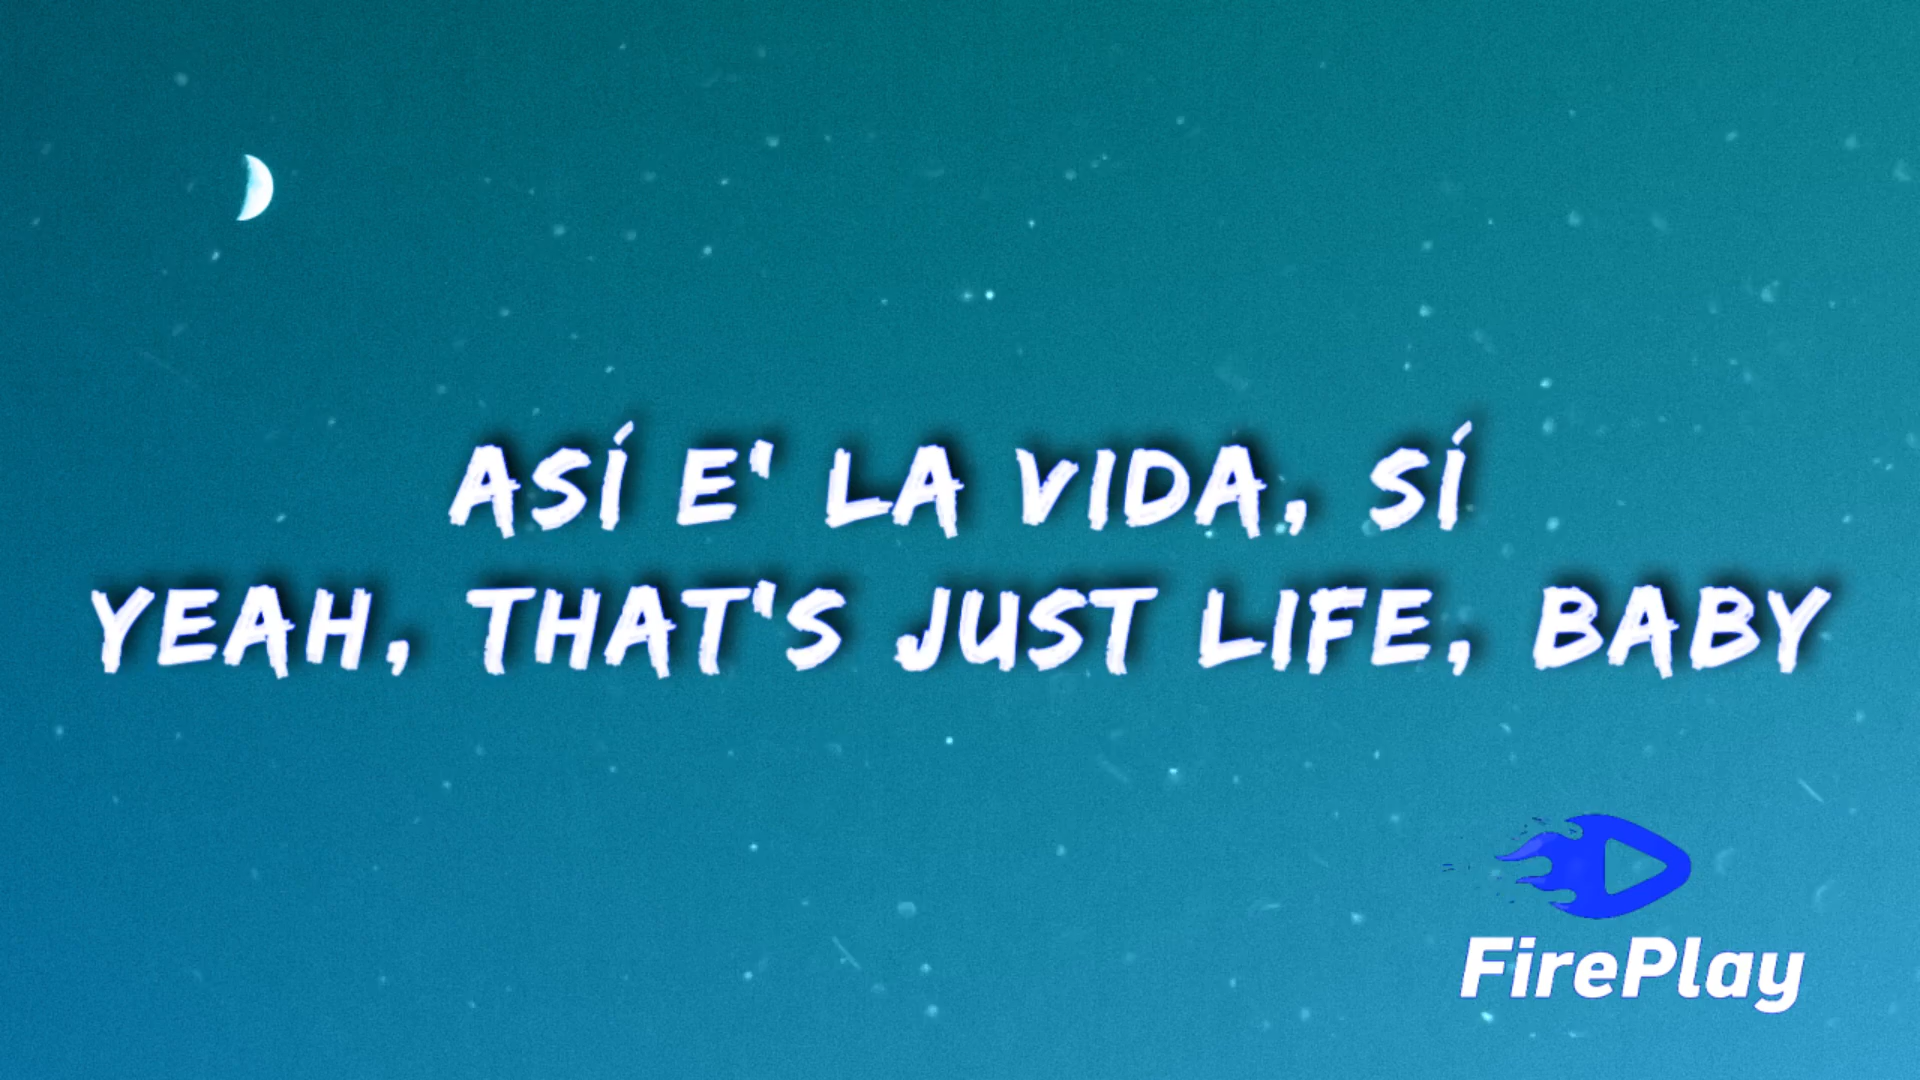 ASÍ E' LA VIDA, SÍ
YEAH, THAT'S JUST LIFE, BABY
FirePlay